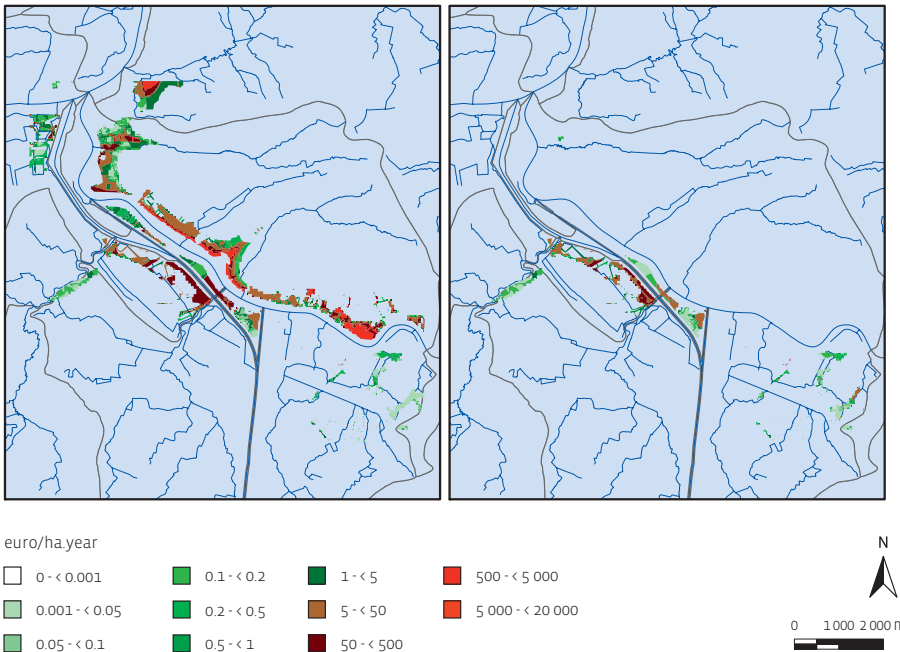 euro/ha.year
N
0 - < 0.001
0.1 - < 0.2
1 - < 5
500 - < 5 000
0.001 - < 0.05
0.2 - < 0.5
5 - < 50
5 000 - < 20 000
0 1 000 2 000 m
0.05 - < 0.1
0.5 - < 1
50 - < 500